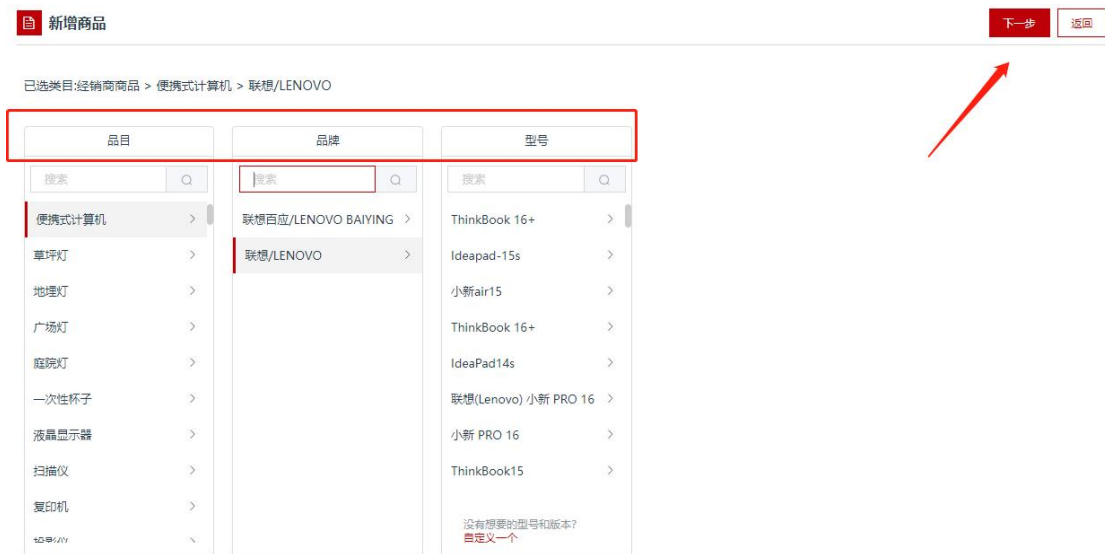 新增商品
下一步
返回
已选类目:经销商商品 > 便携式计算机 > 联想/LENOVO
品目
品牌
型号
搜索
搜索
搜索
便携式计算机
联想百应/LENOVO BAIYING
ThinkBook 16+
草坪灯
联想/LENOVO
Ideapad-15s
地埋灯
小新air15
广场灯
ThinkBook 16+
庭院灯
IdeaPad14s
一次性杯子
联想(Lenovo) 小新 PRO 16
液晶显示器
小新 PRO 16
扫描仪
ThinkBook15
复印机
没有想要的型号和版本?
自定义一个
投影仪